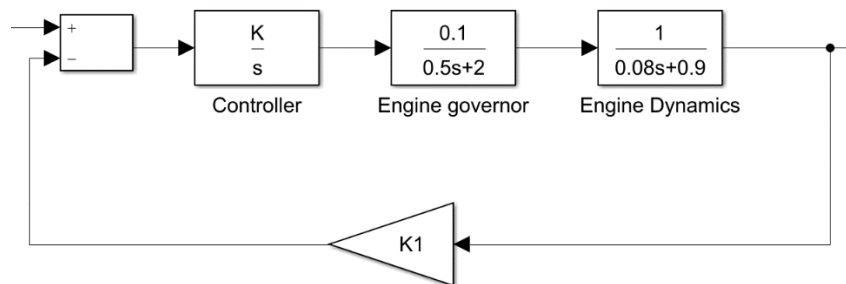 +
−
K
s
Controller
0.1
0.5s+2
Engine governor
1
0.08s+0.9
Engine Dynamics
K1